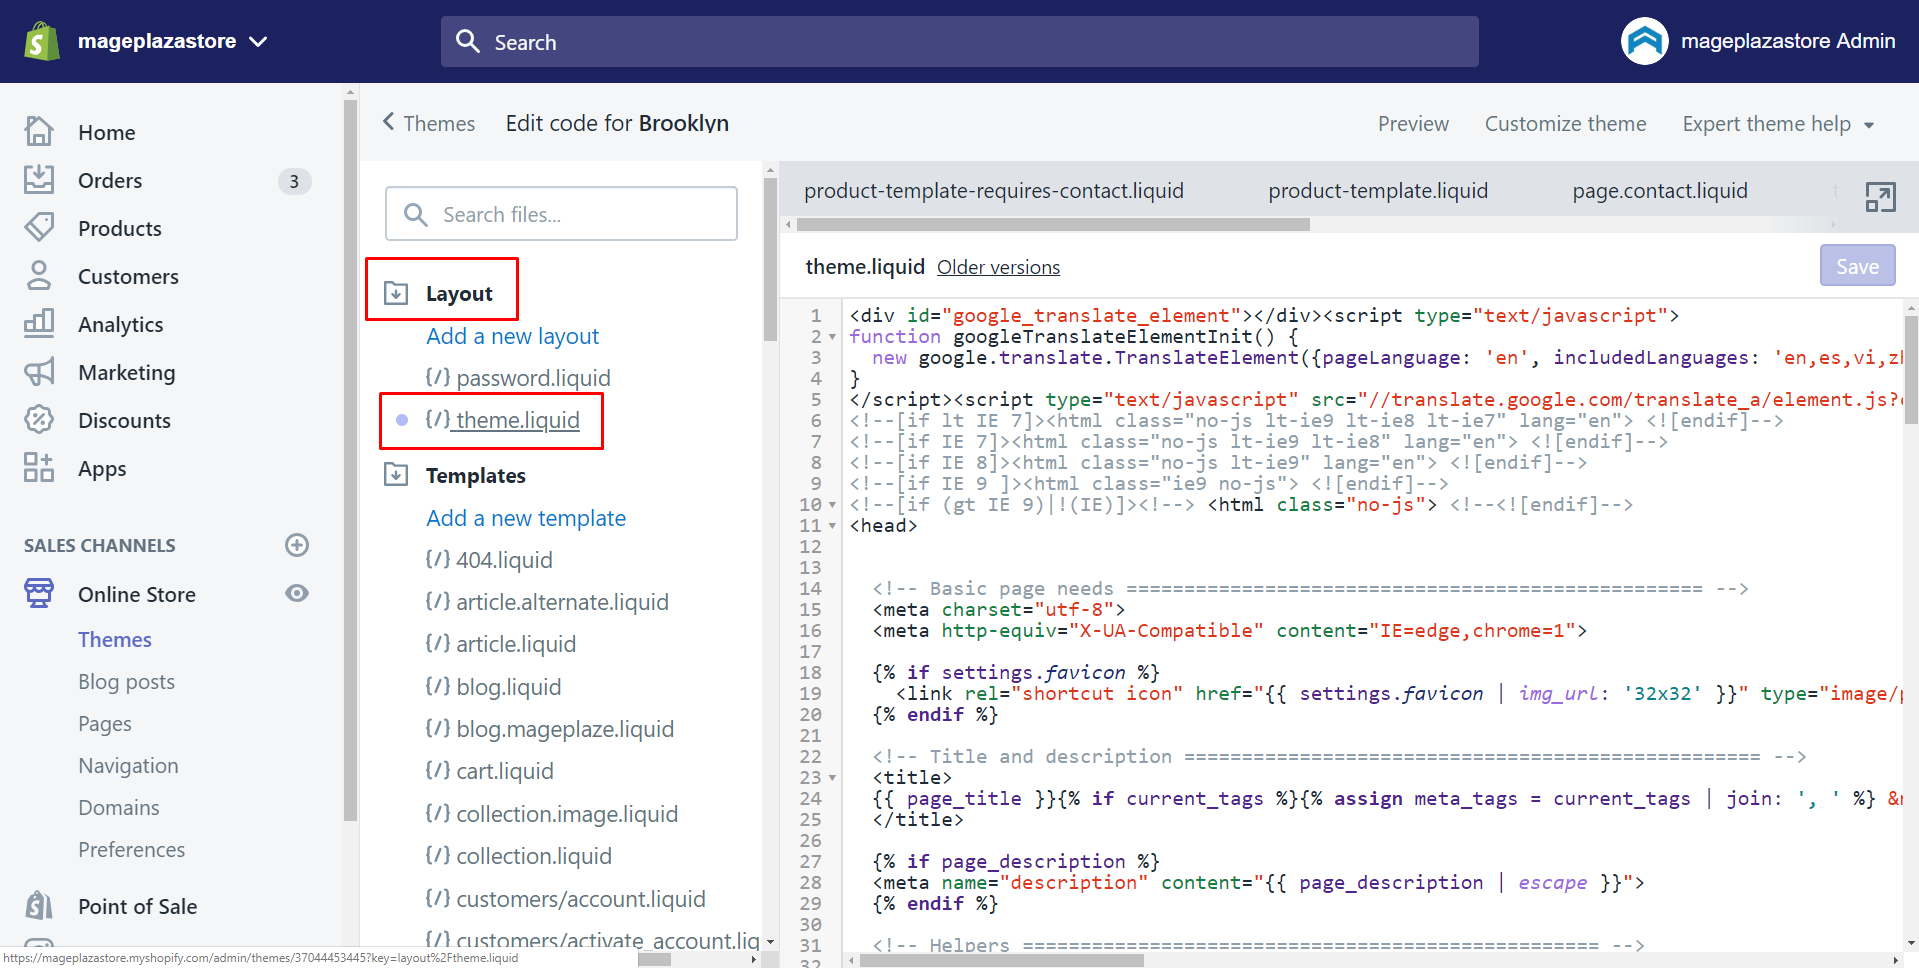 mageplazastore
Search
mageplazastore Admin
Home
Orders
3
Products
Customers
Analytics
Marketing
Discounts
Apps
SALES CHANNELS
Online Store
Themes
Blog posts
Pages
Navigation
Domains
Preferences
Point of Sale
Themes
Edit code for Brooklyn
Preview
Customize theme
Expert theme help
Search files...
Layout
Add a new layout
{/} password.liquid
{/} theme.liquid
Templates
Add a new template
{/} 404.liquid
{/} article.alternate.liquid
{/} article.liquid
{/} blog.liquid
{/} blog.mageplaze.liquid
{/} cart.liquid
{/} collection.image.liquid
{/} collection.liquid
{/} customers/account.liquid
{/} customers/activate_account.liq
product-template-requires-contact.liquid
product-template.liquid
page.contact.liquid
theme.liquid
Older versions
Save
1 <div id="google_translate_element"></div><script type="text/javascript">
2 function googleTranslateElementInit() {
3 new google.translate.TranslateElement({pageLanguage: 'en', includedLanguages: 'en,es,vi,zh
4 }
5 </script><script type="text/javascript" src="//translate.google.com/translate_a/element.js?
6 <!--[if lt IE 7]><html class="no-js lt-ie9 lt-ie8 lt-ie7" lang="en"> <![endif]-->
7 <!--[if IE 7]><html class="no-js lt-ie9 lt-ie8" lang="en"> <![endif]-->
8 <!--[if IE 8]><html class="no-js lt-ie9" lang="en"> <![endif]-->
9 <!--[if IE 9 ]><html class="ie9 no-js"> <![endif]-->
10 <!--[if (gt IE 9)|!(IE)]><!--> <html class="no-js"> <!--<![endif]-->
11 <head>
12
13
14 <!-- Basic page needs ================================================== -->
15 <meta charset="utf-8">
16 <meta http-equiv="X-UA-Compatible" content="IE=edge,chrome=1">
17
18 {% if settings.favicon %}
19 <link rel="shortcut icon" href="{{ settings.favicon | img_url: '32x32' }}" type="image/p
20 {% endif %}
21
22 <!-- Title and description ================================================== -->
23 <title>
24 {{ page_title }}{% if current_tags %}{% assign meta_tags = current_tags | join: ', ' %} &n
25 </title>
26
27 {% if page_description %}
28 <meta name="description" content="{{ page_description | escape }}">
29 {% endif %}
30
31 <!-- Helpers ================================================== -->
32
https://mageplazastore.myshopify.com/admin/themes/37044453445?key=layout%2Ftheme.liquid